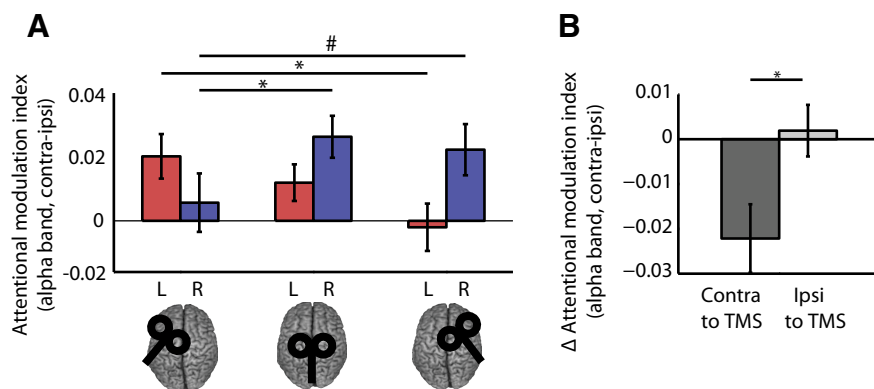 A
#
*
*
Attentional modulation index
(alpha band, contra-ipsi)
0.04
0.02
0
-0.02
L R L R L R
B
*
Δ Attentional modulation index
(alpha band, contra-ipsi)
0.01
0
−0.01
−0.02
−0.03
Contra Ipsi
to TMS to TMS